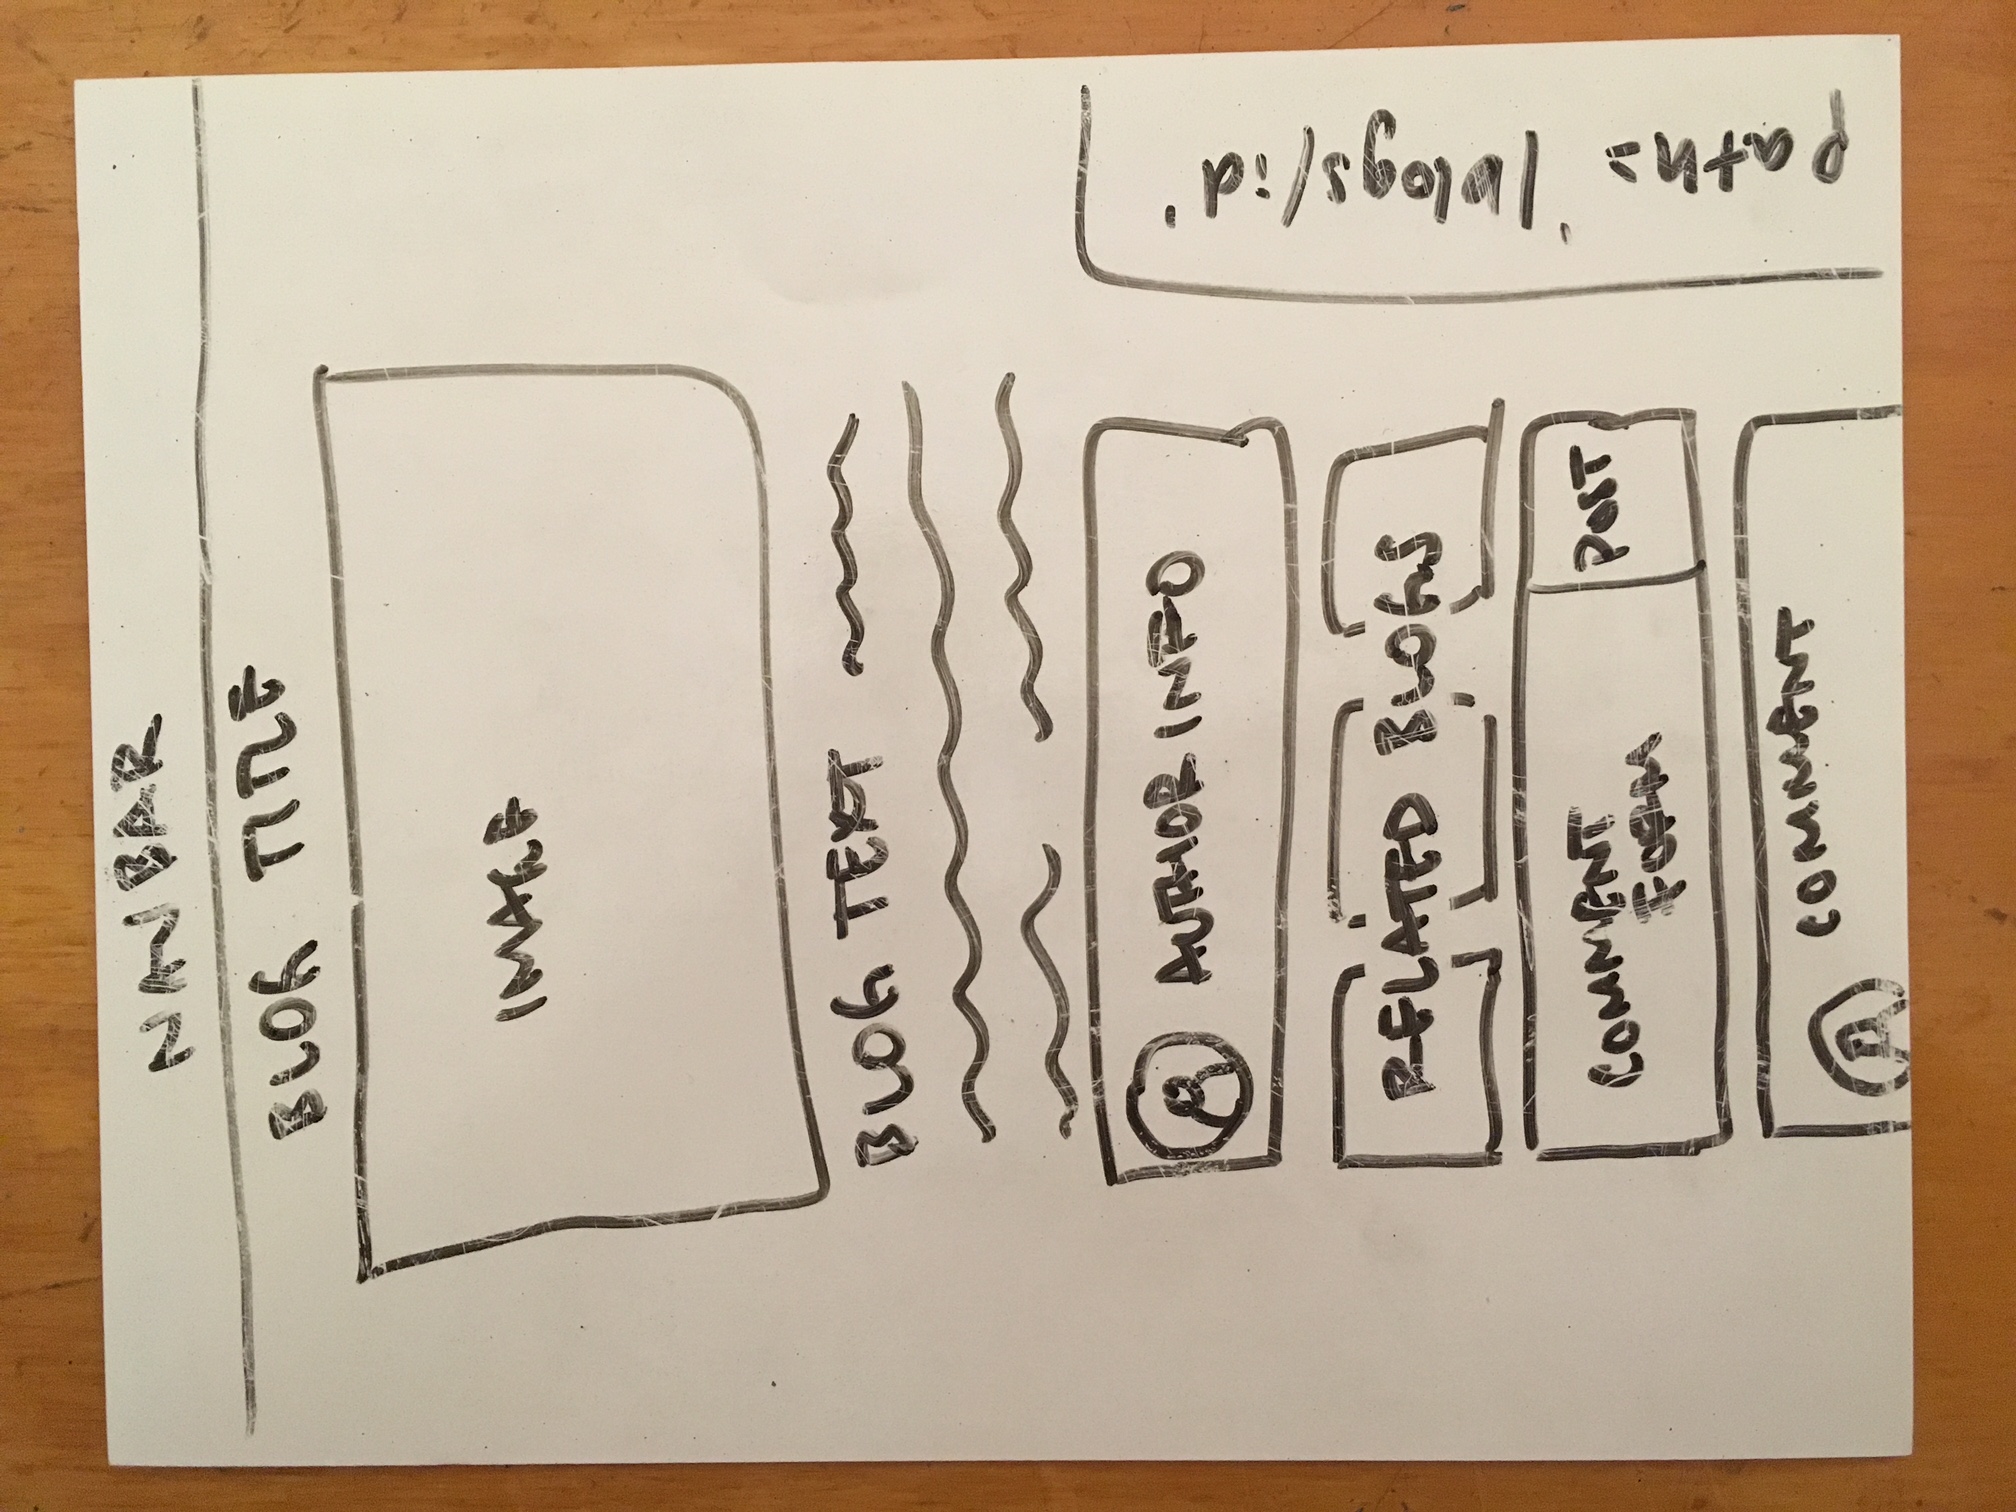 NAVBAR
BLOG TITLE
IMAGE
BLOG TEXT
AUTHOR INFO
RELATED BLOGS
COMMENT
FORM
POST
COMMENT
path= '/blogs/:id'